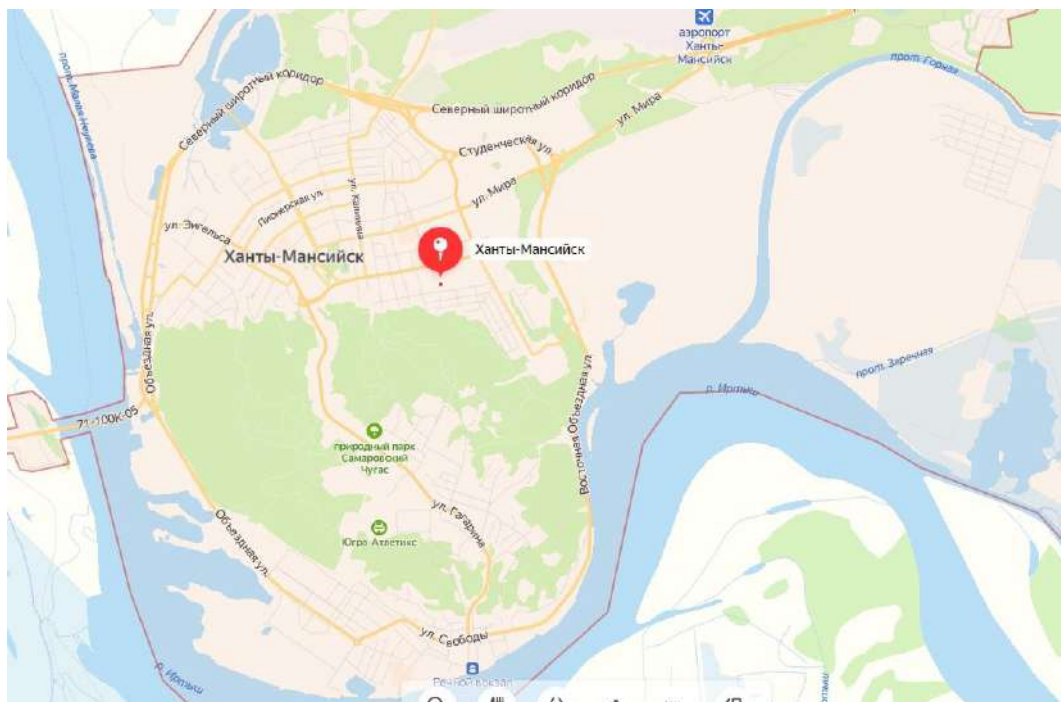 аэропорт
Ханты-
Мансийск
прот. Горная
прот. Малая Неулева
Северный широтный коридор
Северный широтный коридор
ул. Мира
Студенческая ул.
ул. Калинина
Пионерская ул.
ул. Мира
ул. Энгельса
Ханты-Мансийск
Ханты-Мансийск
Объездная ул.
прот. Заречная
р. Иртыш
71-100К-05
природный парк
Самаровский
Чугас
Восточная Объездная ул.
ул. Гагарина
Югра-Атлетикс
Объездная ул.
ул. Свободы
р. Иртыш
Речной вокзал